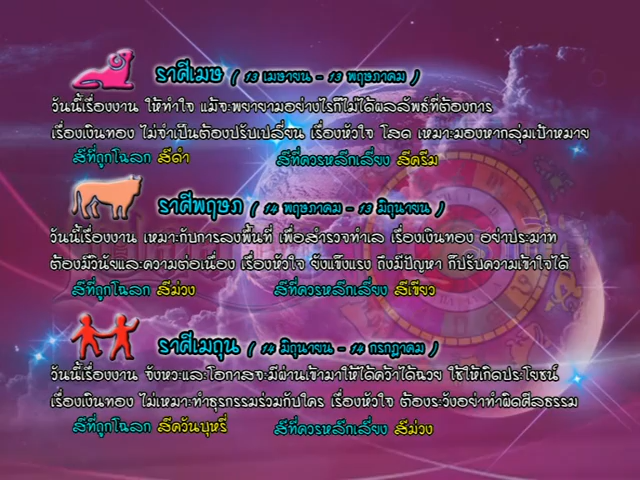 ราศีเมษ ( 13 เมษายน - 13 พฤษภาคม )
วันนี้เรื่องงาน ให้ทำใจ แม้จะพยายามอย่างไรก็ไม่ได้ผลลัพธ์ที่ต้องการ
เรื่องเงินทอง ไม่จำเป็นต้องปรับเปลี่ยน เรื่องหัวใจ โสด เหมาะมองหากลุ่มเป้าหมาย
สีที่ถูกโฉลก สีดำ สีที่ควรหลีกเลี่ยง สีครีม
ราศีพฤษภ ( 14 พฤษภาคม - 13 มิถุนายน )
วันนี้เรื่องงาน เหมาะกับการลงพื้นที่ เพื่อสำรวจทำเล เรื่องเงินทอง อย่าประมาท
ต้องมีวินัยและความต่อเนื่อง เรื่องหัวใจ ยังแข็งแรง ถึงมีปัญหา ก็ปรับความเข้าใจได้
สีที่ถูกโฉลก สีม่วง สีที่ควรหลีกเลี่ยง สีเขียว
ราศีเมถุน ( 14 มิถุนายน - 14 กรกฎาคม )
วันนี้เรื่องงาน จังหวะและโอกาสจะมีผ่านเข้ามาให้ได้คว้าได้ฉวย ใช้ให้เกิดประโยชน์
เรื่องเงินทอง ไม่เหมาะทำธุรกรรมร่วมกับใคร เรื่องหัวใจ ต้องระวังอย่าทำผิดศีลธรรม
สีที่ถูกโฉลก สีควันบุหรี่ สีที่ควรหลีกเลี่ยง สีม่วง